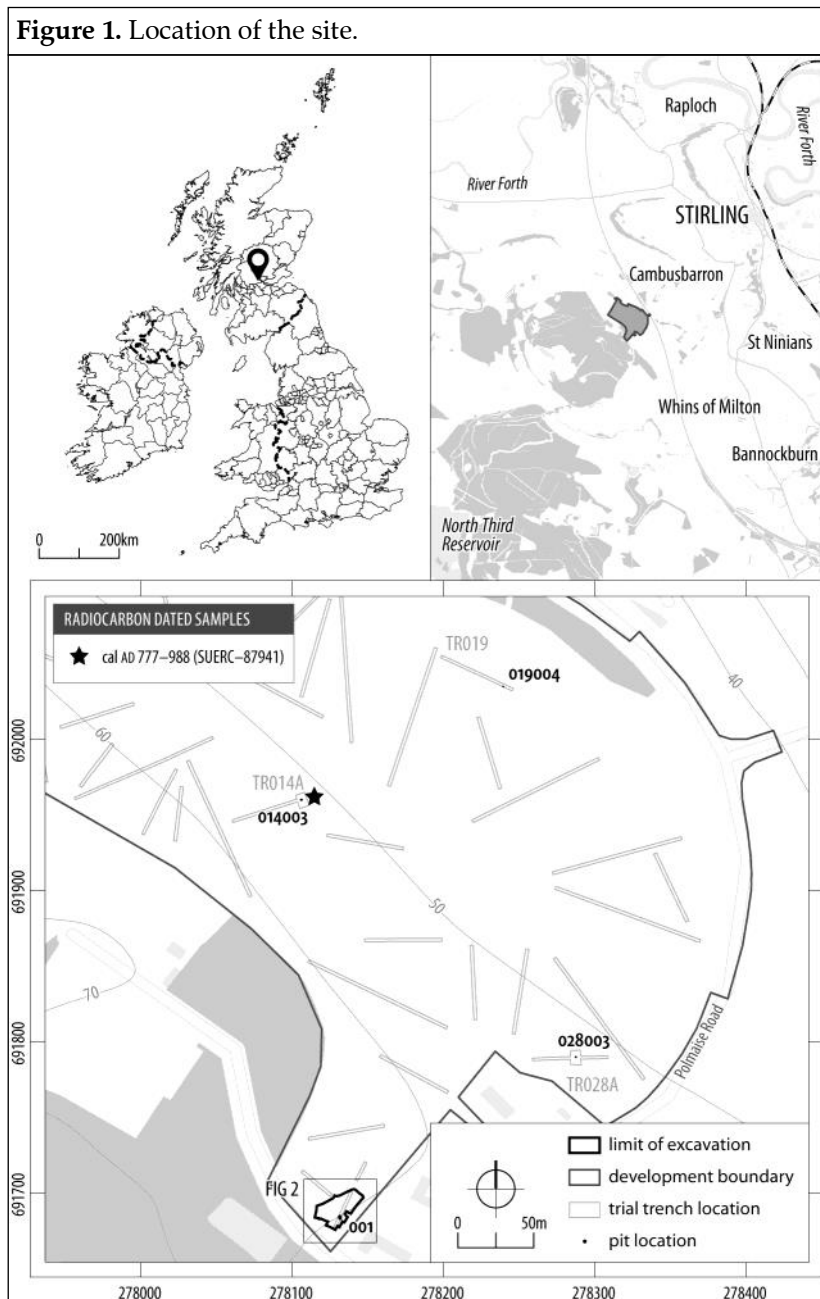 Figure 1. Location of the site.
0 200km
Raploch
River Forth
River Forth
STIRLING
Cambusbarron
St Ninians
Whins of Milton
Bannockburn
North Third
Reservoir
RADIOCARBON DATED SAMPLES
★ cal AD 777–988 (SUERC–87941)
TR019
019004
40
692000
60
TR014A
014003
691900
50
70
028003
691800
TR028A
Polmaise Road
FIG 2
001
691700
limit of excavation
development boundary
trial trench location
pit location
0 50m
278000 278100 278200 278300 278400